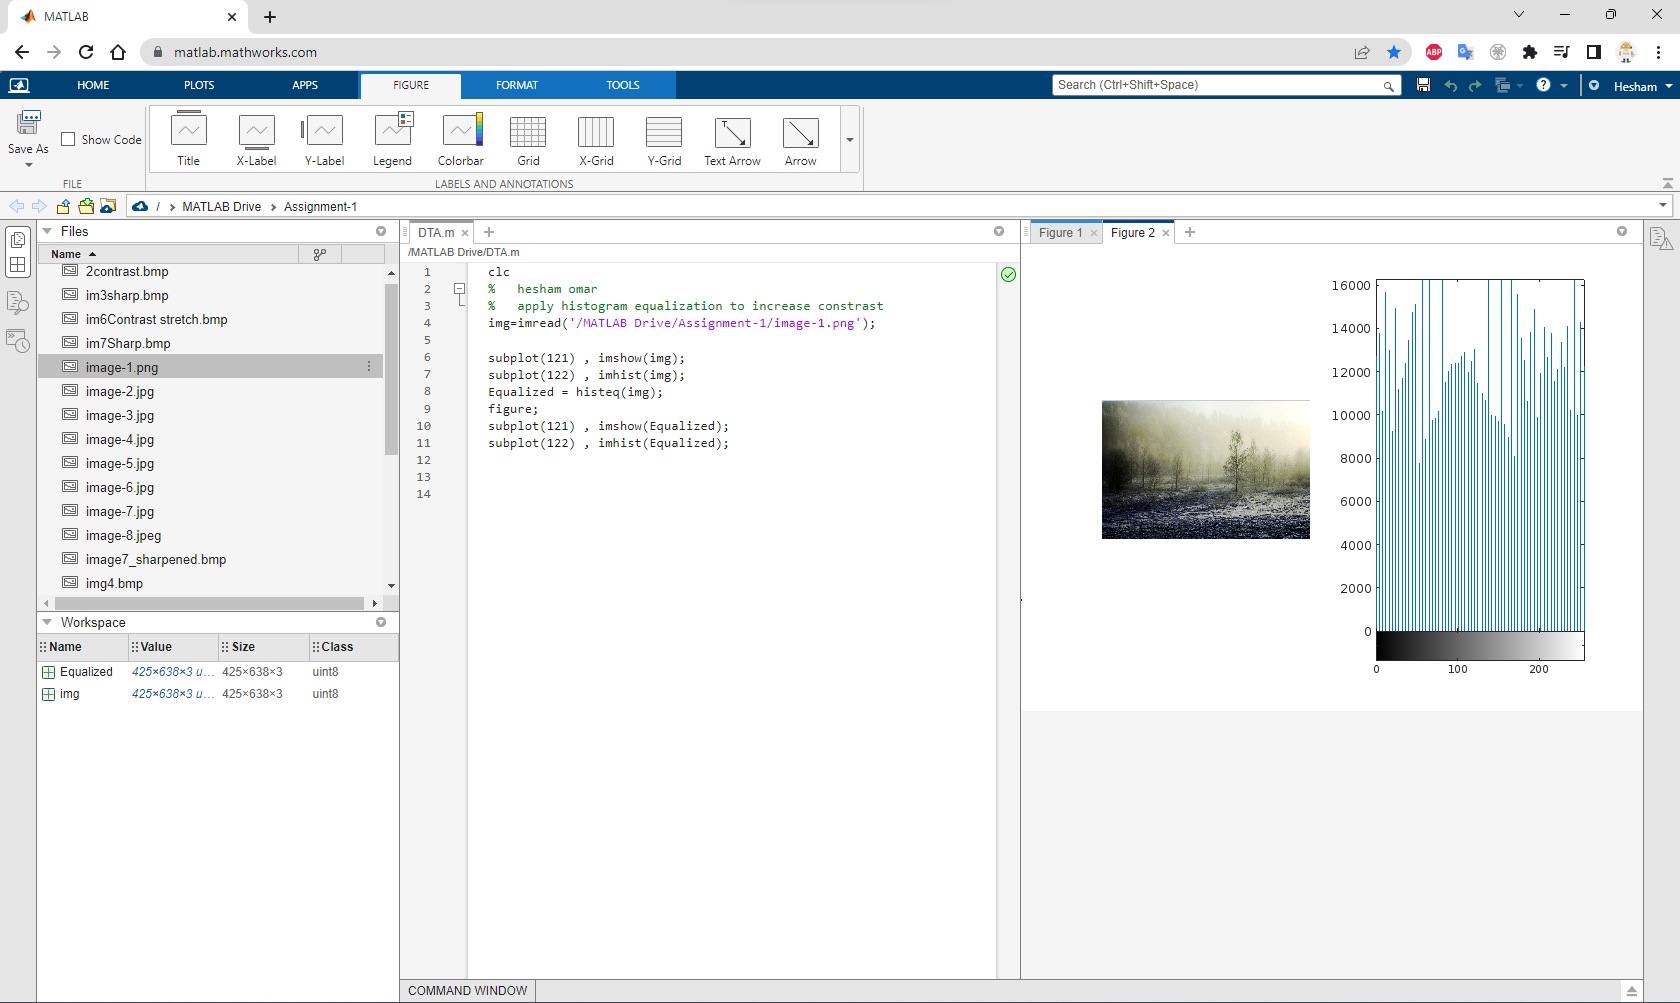 MATLAB
matlab.mathworks.com
ABP
HOME PLOTS APPS FIGURE FORMAT TOOLS
Search (Ctrl+Shift+Space)
Hesham
Save As
Show Code
Title X-Label Y-Label Legend Colorbar Grid X-Grid Y-Grid Text Arrow Arrow
FILE
LABELS AND ANNOTATIONS
/ > MATLAB Drive > Assignment-1
Files
Name
2contrast.bmp
im3sharp.bmp
im6Contrast stretch.bmp
im7Sharp.bmp
image-1.png
image-2.jpg
image-3.jpg
image-4.jpg
image-5.jpg
image-6.jpg
image-7.jpg
image-8.jpeg
image7_sharpened.bmp
img4.bmp
Workspace
Name Value Size Class
Equalized 425×638×3 u... 425×638×3 uint8
img 425×638×3 u... 425×638×3 uint8
DTA.m
/MATLAB Drive/DTA.m
1 clc
2 % hesham omar
3 % apply histogram equalization to increase constrast
4 img=imread('/MATLAB Drive/Assignment-1/image-1.png');
5
6 subplot(121) , imshow(img);
7 subplot(122) , imhist(img);
8 Equalized = histeq(img);
9 figure;
10 subplot(121) , imshow(Equalized);
11 subplot(122) , imhist(Equalized);
12
13
14
COMMAND WINDOW
Figure 1 Figure 2
16000
14000
12000
10000
8000
6000
4000
2000
0
0 100 200